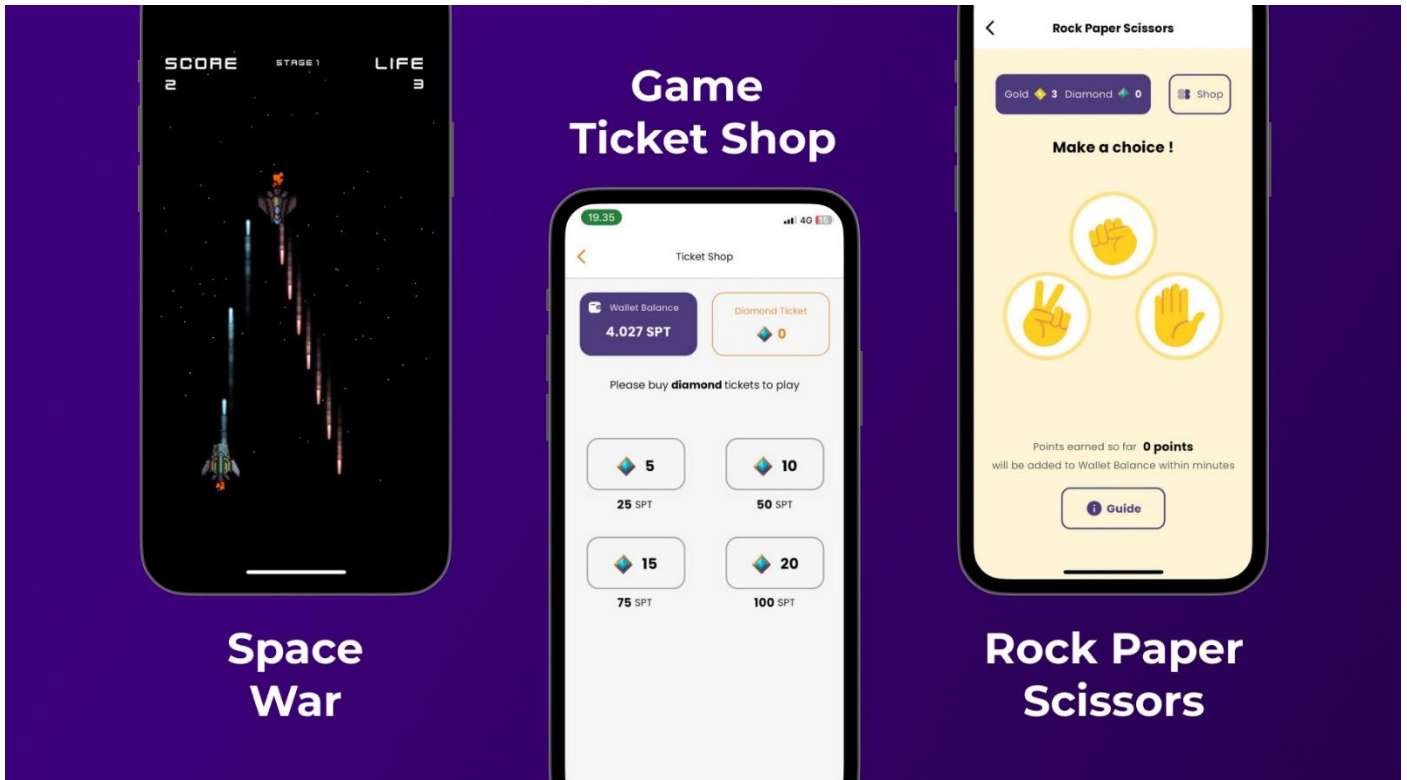 SCORE
STAGE 1
LIFE
2
3
Space
War
Game
Ticket Shop
19.35
4G 15
Ticket Shop
Wallet Balance
4.027 SPT
Diamond Ticket
0
Please buy diamond tickets to play
5
10
25 SPT
50 SPT
15
20
75 SPT
100 SPT
Rock Paper Scissors
Gold 3 Diamond 0
Shop
Make a choice !
Points earned so far 0 points
will be added to Wallet Balance within minutes
Guide
Rock Paper
Scissors